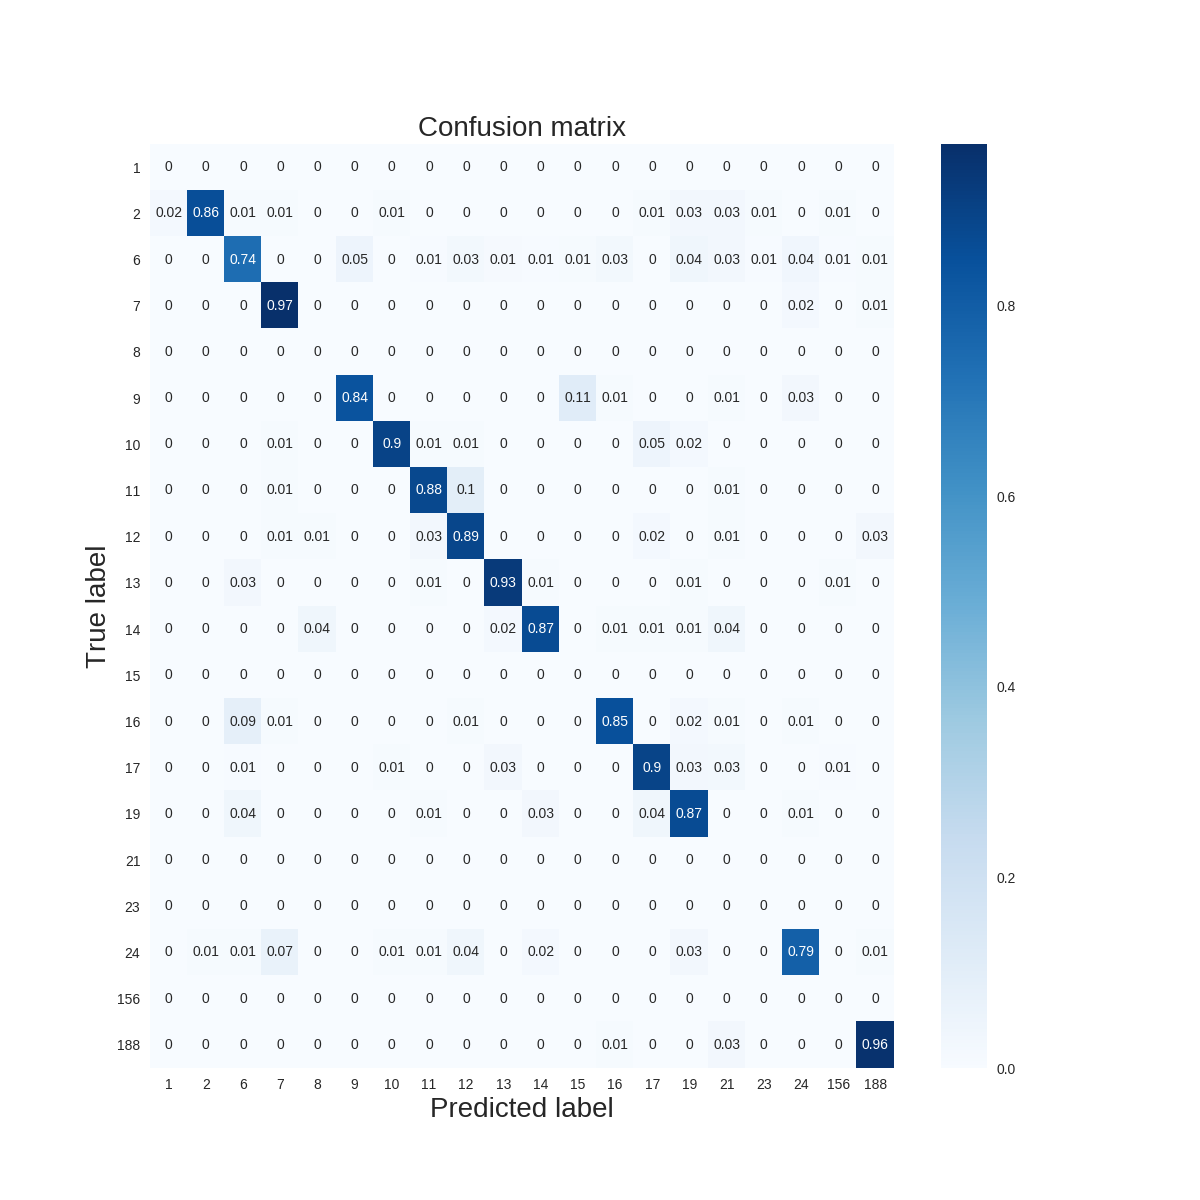 Confusion matrix
1 0 0 0 0 0 0 0 0 0 0 0 0 0 0 0 0 0 0 0 0
2 0.02 0.86 0.01 0.01 0 0 0.01 0 0 0 0 0 0 0.01 0.03 0.03 0.01 0 0.01 0
6 0 0 0.74 0 0 0.05 0 0.01 0.03 0.01 0.01 0.01 0.03 0 0.04 0.03 0.01 0.04 0.01 0.01
7 0 0 0 0.97 0 0 0 0 0 0 0 0 0 0 0 0 0 0.02 0 0.01
0.8
8 0 0 0 0 0 0 0 0 0 0 0 0 0 0 0 0 0 0 0 0
9 0 0 0 0 0 0.84 0 0 0 0 0 0.11 0.01 0 0 0.01 0 0.03 0 0
10 0 0 0 0.01 0 0 0.9 0.01 0.01 0 0 0 0 0.05 0.02 0 0 0 0 0
11 0 0 0 0.01 0 0 0 0.88 0.1 0 0 0 0 0 0 0.01 0 0 0 0
0.6
12 0 0 0 0.01 0.01 0 0 0.03 0.89 0 0 0 0 0.02 0 0.01 0 0 0 0.03
13 0 0 0.03 0 0 0 0 0.01 0 0.93 0.01 0 0 0 0.01 0 0 0 0.01 0
True label
14 0 0 0 0 0.04 0 0 0 0 0.02 0.87 0 0.01 0.01 0.01 0.04 0 0 0 0
15 0 0 0 0 0 0 0 0 0 0 0 0 0 0 0 0 0 0 0 0
0.4
16 0 0 0.09 0.01 0 0 0 0 0.01 0 0 0 0.85 0 0.02 0.01 0 0.01 0 0
17 0 0 0.01 0 0 0 0.01 0 0 0.03 0 0 0 0.9 0.03 0.03 0 0 0.01 0
19 0 0 0.04 0 0 0 0 0.01 0 0 0.03 0 0 0.04 0.87 0 0 0.01 0 0
21 0 0 0 0 0 0 0 0 0 0 0 0 0 0 0 0 0 0 0 0
0.2
23 0 0 0 0 0 0 0 0 0 0 0 0 0 0 0 0 0 0 0 0
24 0 0.01 0.01 0.07 0 0 0.01 0.01 0.04 0 0.02 0 0 0 0.03 0 0 0.79 0 0.01
156 0 0 0 0 0 0 0 0 0 0 0 0 0 0 0 0 0 0 0 0
188 0 0 0 0 0 0 0 0 0 0 0 0 0.01 0 0 0.03 0 0 0 0.96
0.0
1 2 6 7 8 9 10 11 12 13 14 15 16 17 19 21 23 24 156 188
Predicted label